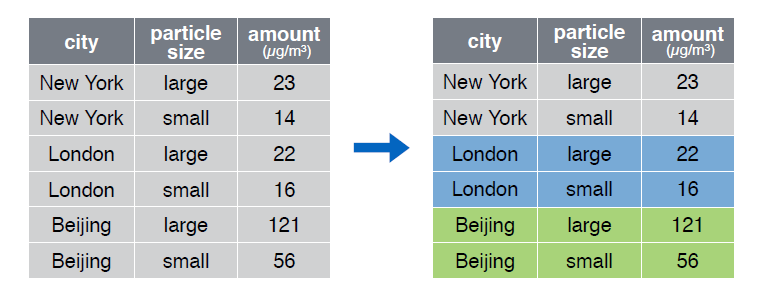 city particle size amount (µg/m³)
New York large 23
New York small 14
London large 22
London small 16
Beijing large 121
Beijing small 56
city particle size amount (µg/m³)
New York large 23
New York small 14
London large 22
London small 16
Beijing large 121
Beijing small 56